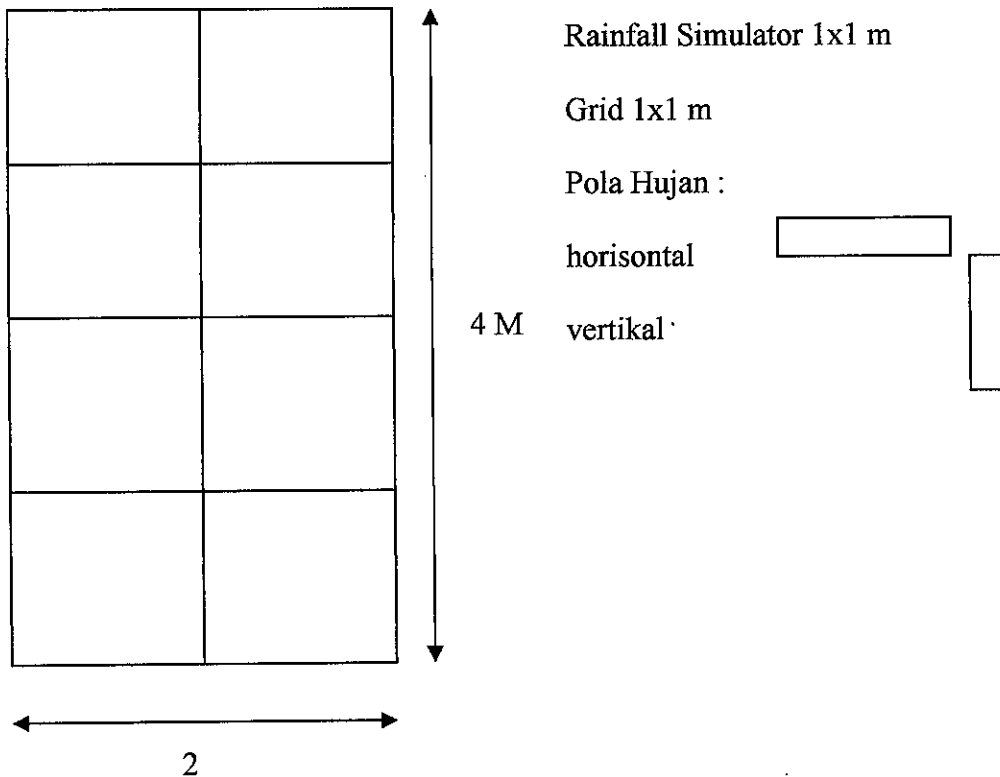 Rainfall Simulator 1x1 m
Grid 1x1 m
Pola Hujan :
horisontal
4 M
vertikal
2